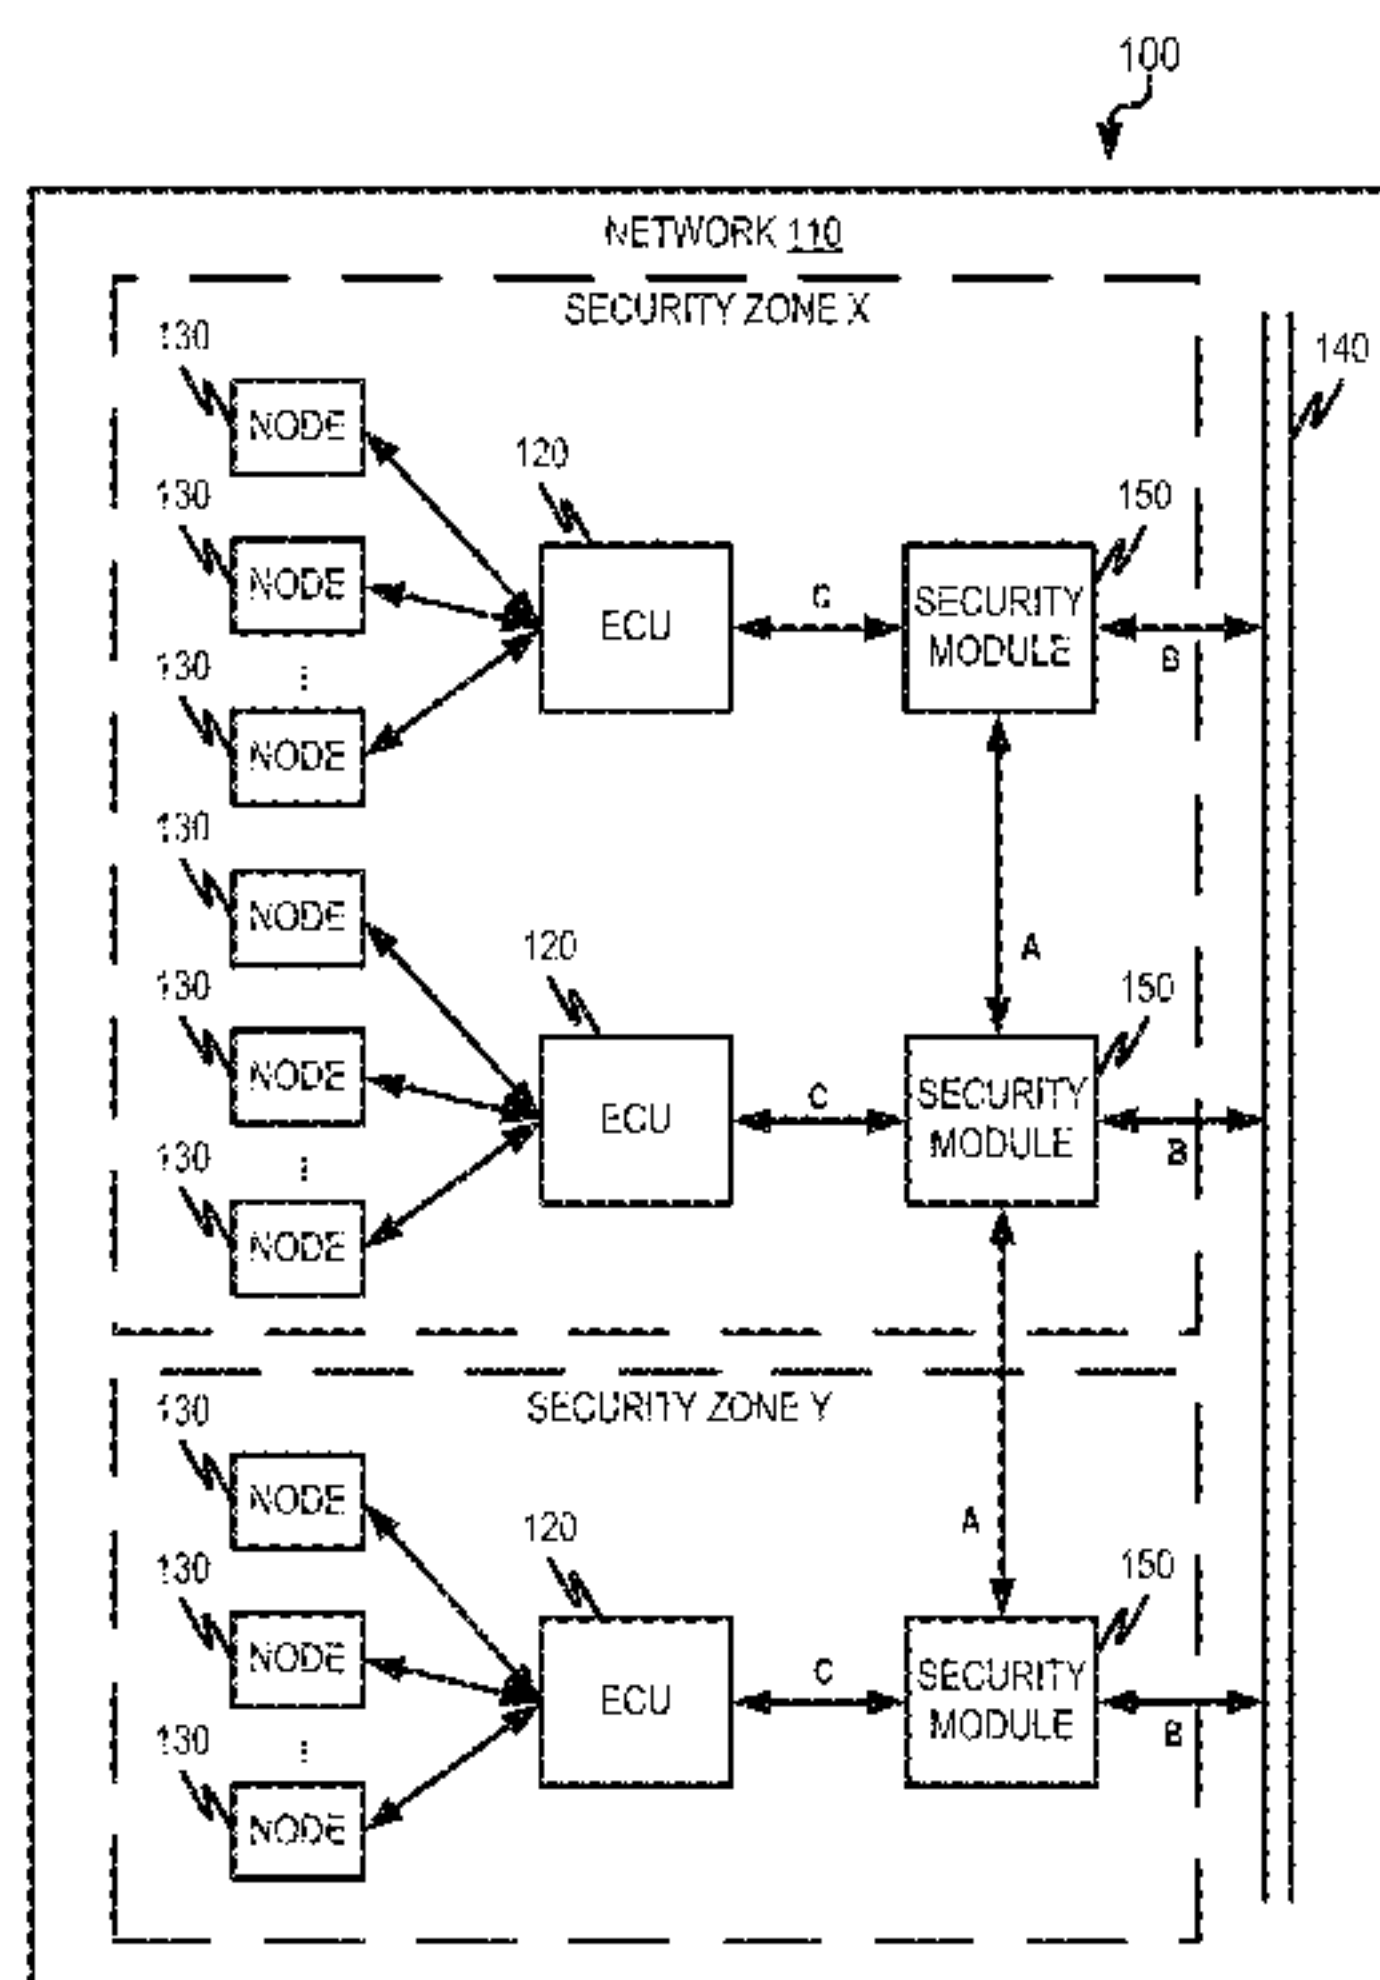 100
NETWORK 110
SECURITY ZONE X
130
NODE
140
120
130
150
NODE
ECU
C
SECURITY
MODULE
B
130
⋮
NODE
130
NODE
120
A
130
150
NODE
ECU
C
SECURITY
MODULE
B
130
⋮
NODE
SECURITY ZONE Y
130
NODE
120
A
130
150
NODE
ECU
C
SECURITY
MODULE
B
130
⋮
NODE